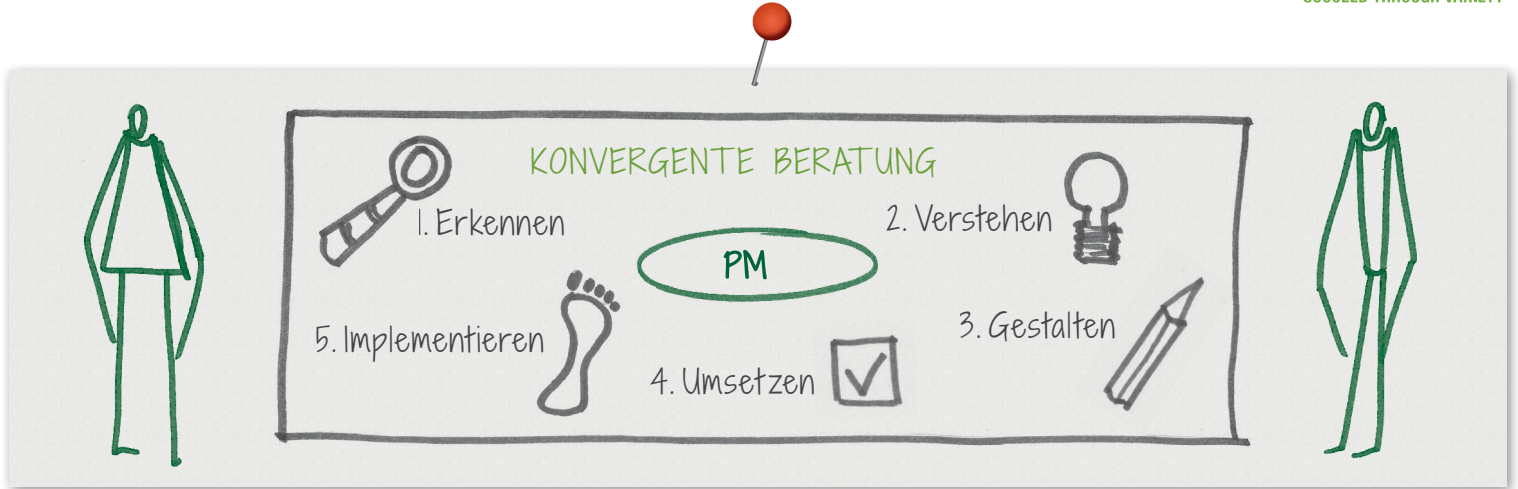 KONVERGENTE BERATUNG
1. Erkennen
2. Verstehen
PM
3. Gestalten
4. Umsetzen
5. Implementieren